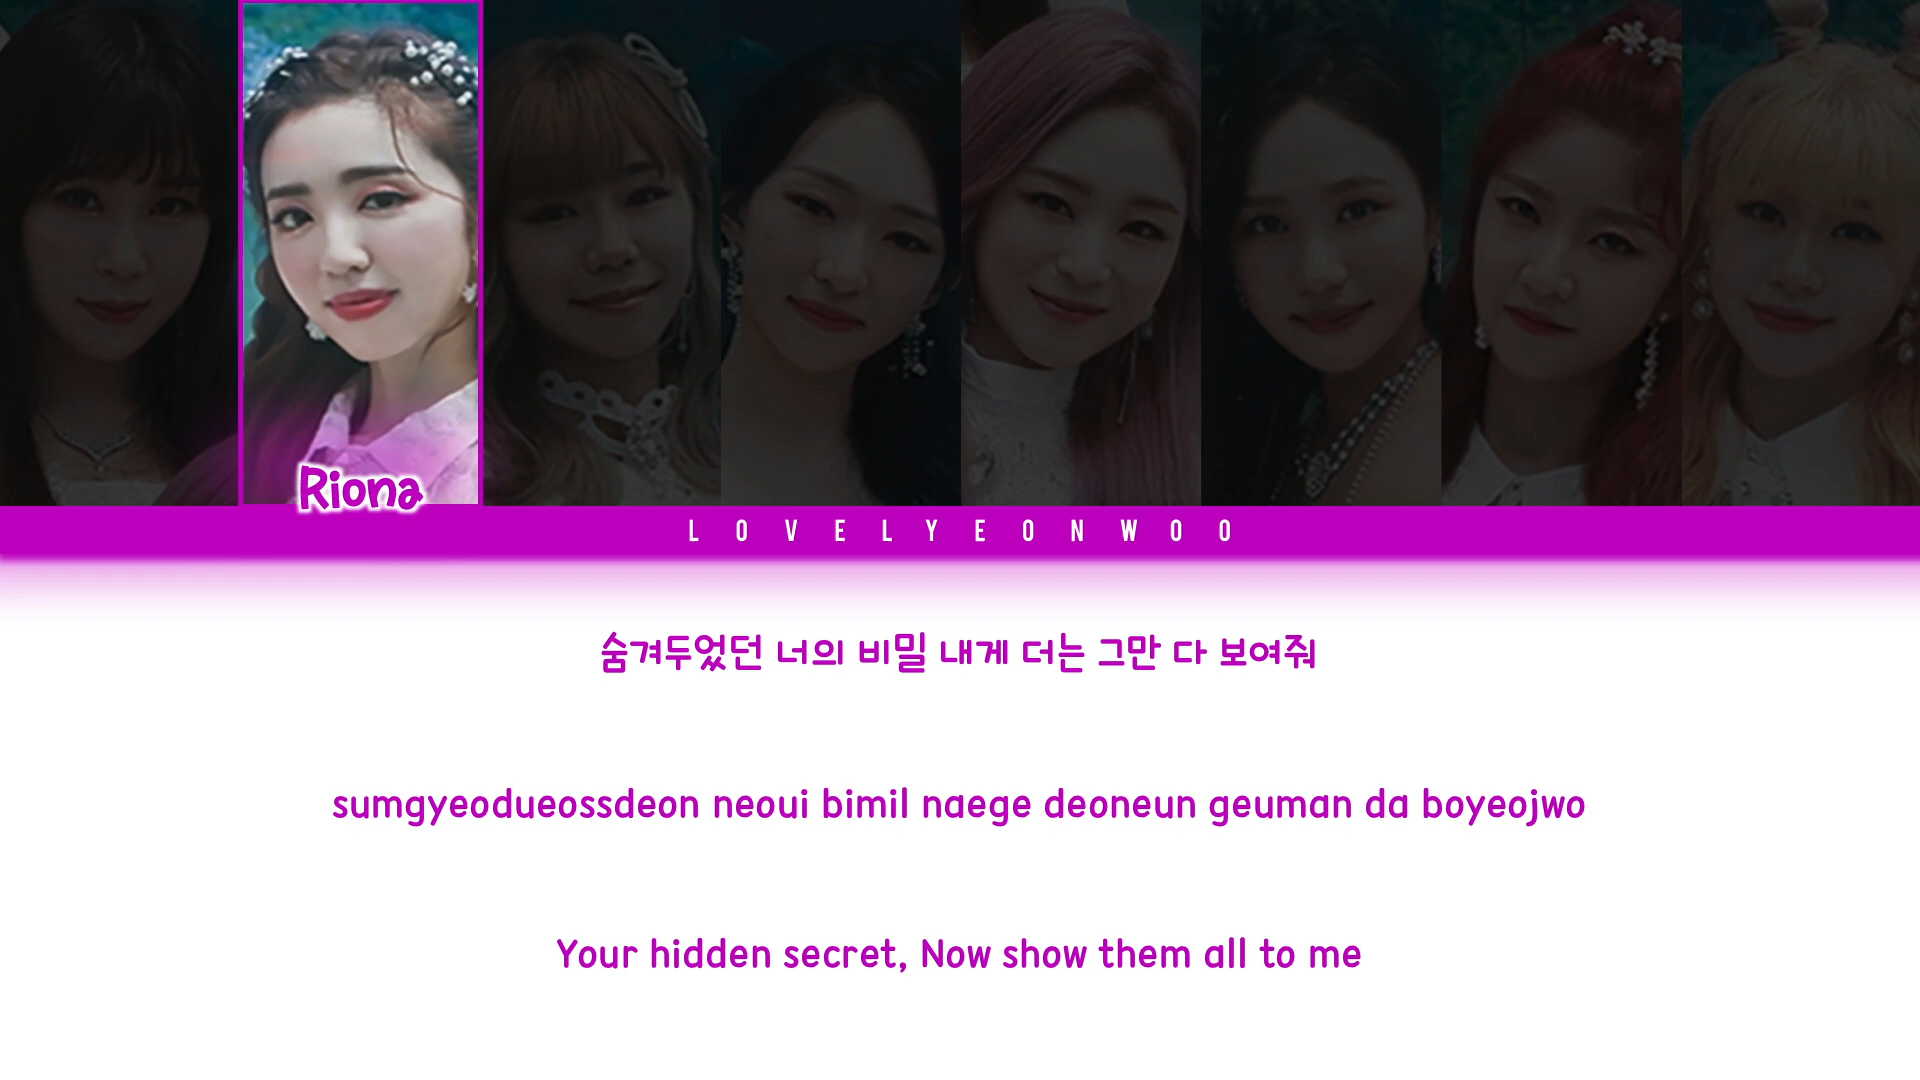 Riona
LOVELYEONWOO
숨겨두었던 너의 비밀 내게 더는 그만 다 보여줘
sumgyeodueossdeon neoui bimil naege deoneun geuman da boyeojwo
Your hidden secret, Now show them all to me